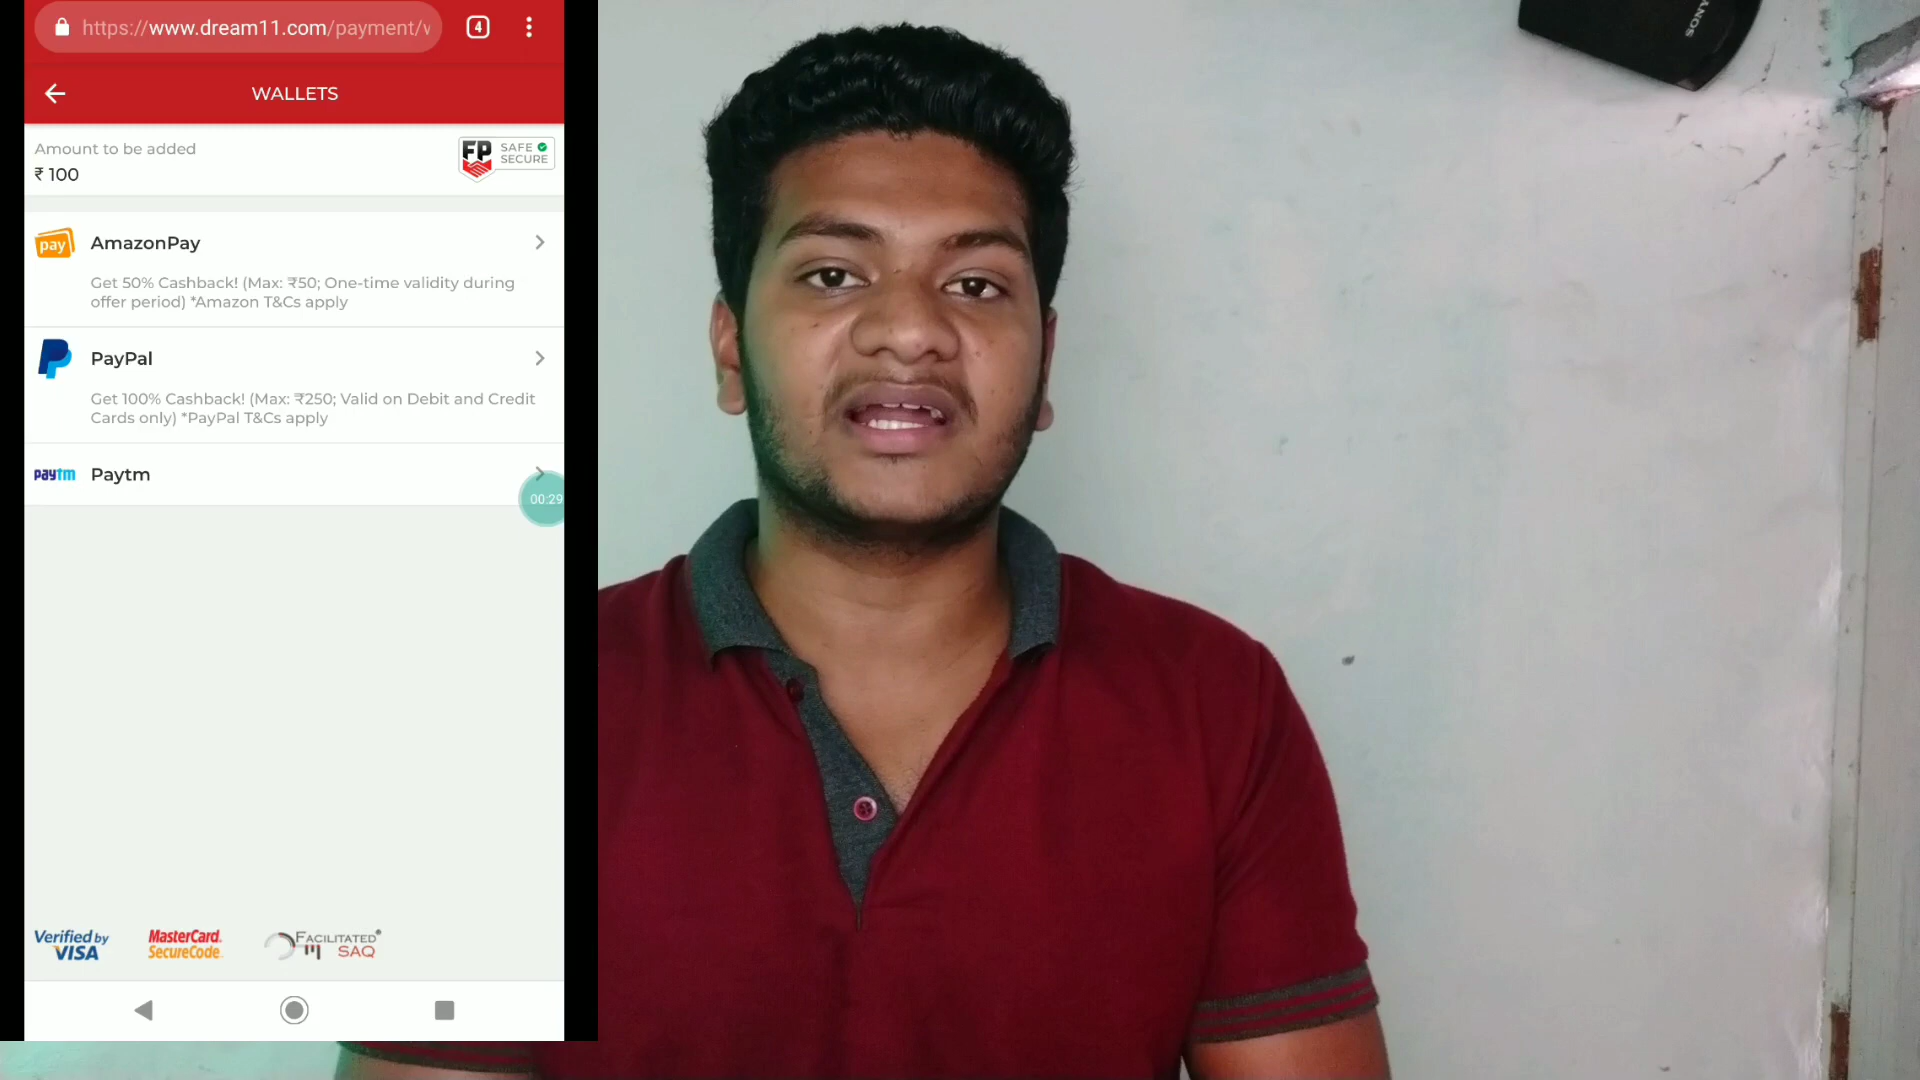 https://www.dream11.com/payment/v
4
WALLETS
Amount to be added
₹ 100
FP
SAFE
SECURE
pay
AmazonPay
Get 50% Cashback! (Max: ₹50; One-time validity during
offer period) *Amazon T&Cs apply
PayPal
Get 100% Cashback! (Max: ₹250; Valid on Debit and Credit
Cards only) *PayPal T&Cs apply
paytm
Paytm
00:29
Verified by
VISA
MasterCard.
SecureCode.
FACILITATED
SAQ
SONY